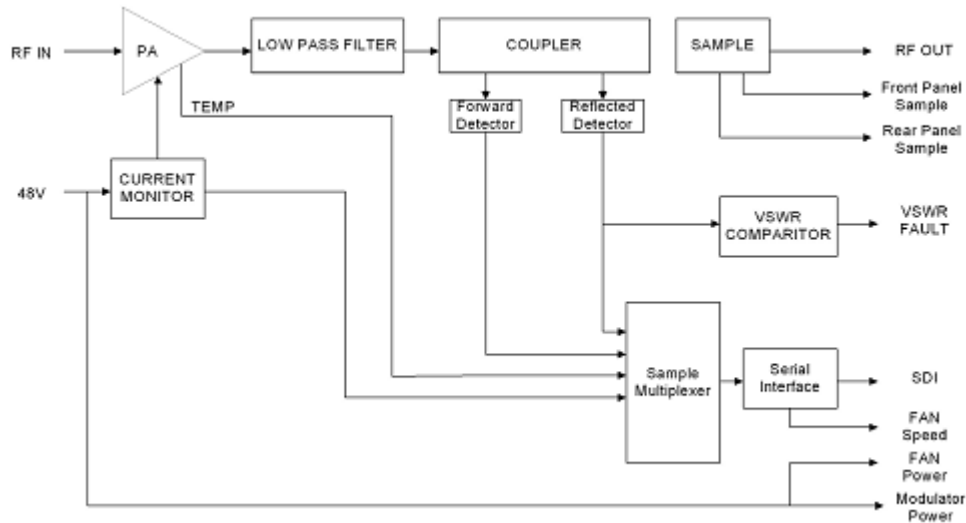 RF IN
PA
LOW PASS FILTER
COUPLER
SAMPLE
RF OUT
Front Panel
Sample
TEMP
Forward
Detector
Reflected
Detector
Rear Panel
Sample
48V
CURRENT
MONITOR
VSWR
COMPARITOR
VSWR
FAULT
Sample
Multiplexer
Serial
Interface
SDI
FAN
Speed
FAN
Power
Modulator
Power